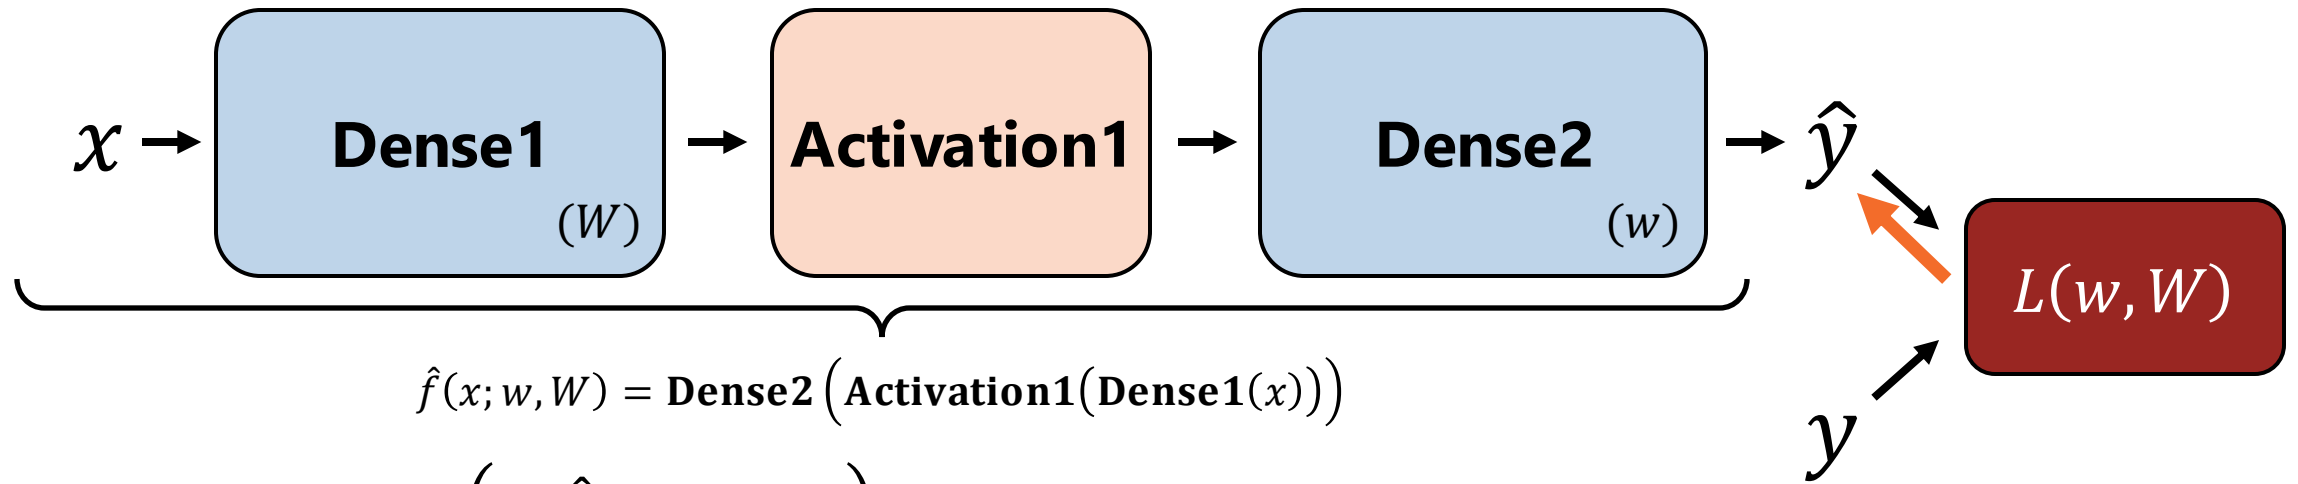 x Dense1 (W) Activation1 Dense2 (w) ŷ
L(w, W)
f̂(x; w, W) = Dense2(Activation1(Dense1(x)))
y